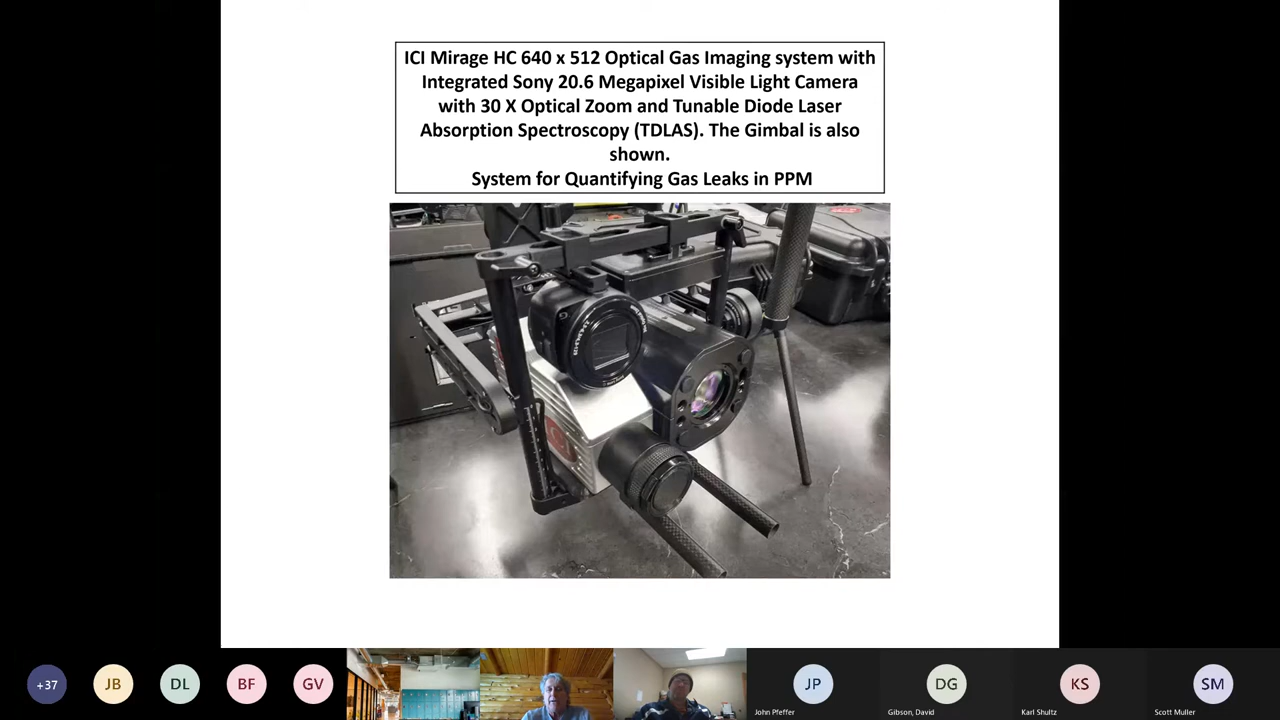 ICI Mirage HC 640 x 512 Optical Gas Imaging system with
Integrated Sony 20.6 Megapixel Visible Light Camera
with 30 X Optical Zoom and Tunable Diode Laser
Absorption Spectroscopy (TDLAS). The Gimbal is also
shown.
System for Quantifying Gas Leaks in PPM
+37
JB
DL
BF
GV
JP
DG
KS
SM
John Pfeffer
Gibson, David
Karl Shultz
Scott Muller